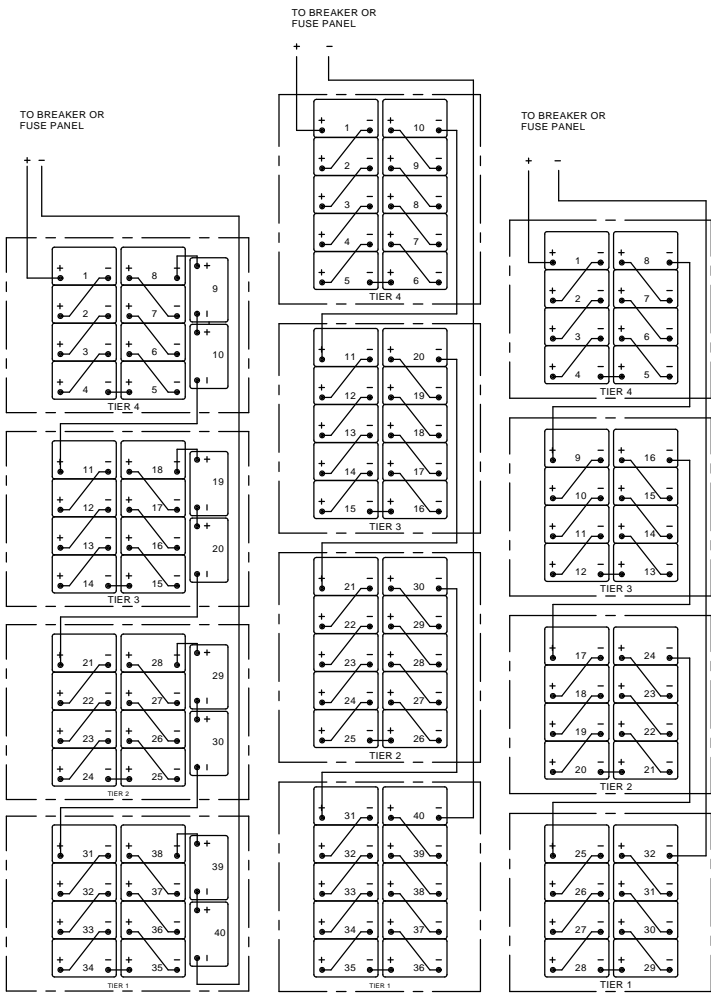 TO BREAKER OR
FUSE PANEL
+ −
+ 1 − + 8 −
+ 2 − + 7 −
+ 3 − + 6 −
+ 4 − + 5 −
+ 9 −
+ 10 −
TIER 4
+ 11 − + 18 −
+ 12 − + 17 −
+ 13 − + 16 −
+ 14 − + 15 −
+ 19 −
+ 20 −
TIER 3
+ 21 − + 28 −
+ 22 − + 27 −
+ 23 − + 26 −
+ 24 − + 25 −
+ 29 −
+ 30 −
TIER 2
+ 31 − + 38 −
+ 32 − + 37 −
+ 33 − + 36 −
+ 34 − + 35 −
+ 39 −
+ 40 −
TIER 1
TO BREAKER OR
FUSE PANEL
+ −
+ 1 − + 10 −
+ 2 − + 9 −
+ 3 − + 8 −
+ 4 − + 7 −
+ 5 − + 6 −
TIER 4
+ 11 − + 20 −
+ 12 − + 19 −
+ 13 − + 18 −
+ 14 − + 17 −
+ 15 − + 16 −
TIER 3
+ 21 − + 30 −
+ 22 − + 29 −
+ 23 − + 28 −
+ 24 − + 27 −
+ 25 − + 26 −
TIER 2
+ 31 − + 40 −
+ 32 − + 39 −
+ 33 − + 38 −
+ 34 − + 37 −
+ 35 − + 36 −
TIER 1
TO BREAKER OR
FUSE PANEL
+ −
+ 1 − + 8 −
+ 2 − + 7 −
+ 3 − + 6 −
+ 4 − + 5 −
TIER 4
+ 9 − + 16 −
+ 10 − + 15 −
+ 11 − + 14 −
+ 12 − + 13 −
TIER 3
+ 17 − + 24 −
+ 18 − + 23 −
+ 19 − + 22 −
+ 20 − + 21 −
TIER 2
+ 25 − + 32 −
+ 26 − + 31 −
+ 27 − + 30 −
+ 28 − + 29 −
TIER 1